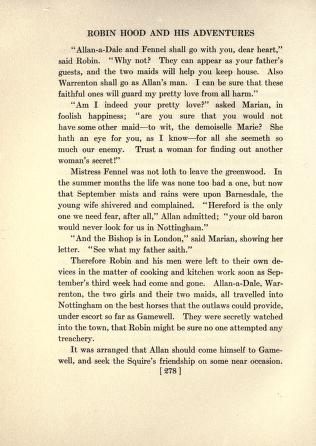 ROBIN HOOD AND HIS ADVENTURES
"Allan-a-Dale and Fennel shall go with you, dear heart,"
said Robin. "Why not? They can appear as your father's
guests, and the two maids will help you keep house. Also
Warrenton shall go as Allan's man. I can be sure that these
faithful ones will guard my pretty love from all harm."
"Am I indeed your pretty love?" asked Marian, in
foolish happiness; "are you sure that you would not
have some other maid—to wit, the demoiselle Marie? She
hath an eye for you, as I know—for all she seemeth so
much our enemy. Trust a woman for finding out another
woman's secret!"
Mistress Fennel was not loth to leave the greenwood. In
the summer months the life was none too bad a one, but now
that September mists and rains were upon Barnesdale, the
young wife shivered and complained. "Hereford is the only
one we need fear, after all," Allan admitted; "your old baron
would never look for us in Nottingham."
"And the Bishop is in London," said Marian, showing her
letter. "See what my father saith."
Therefore Robin and his men were left to their own de-
vices in the matter of cooking and kitchen work soon as Sep-
tember's third week had come and gone. Allan-a-Dale, War-
renton, the two girls and their two maids, all travelled into
Nottingham on the best horses that the outlaws could provide,
under escort so far as Gamewell. They were secretly watched
into the town, that Robin might be sure no one attempted any
treachery.
It was arranged that Allan should come himself to Game-
well, and seek the Squire's friendship on some near occasion.
[ 278 ]